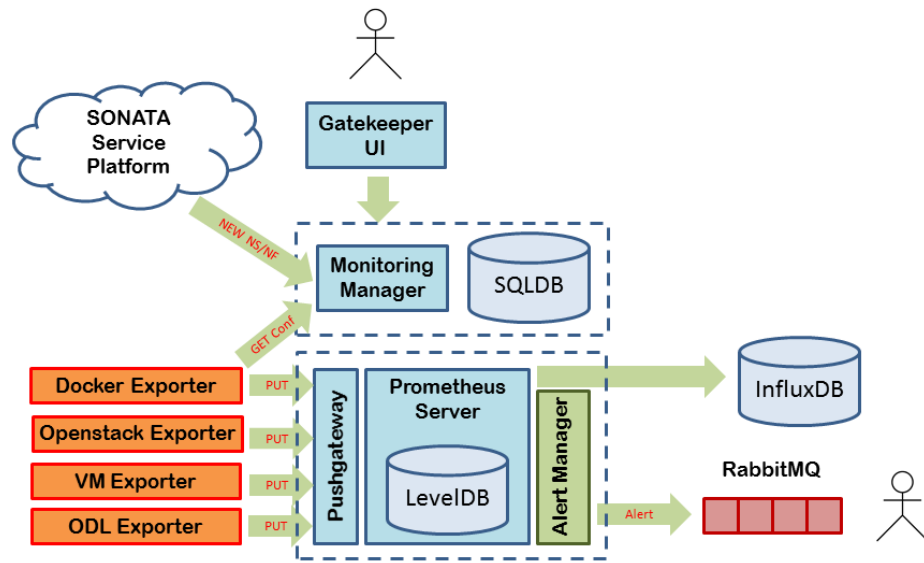 SONATA
Service
Platform
Gatekeeper
UI
NEW NS/NF
Monitoring
Manager
SQLDB
GET Conf
Docker Exporter
PUT
Openstack Exporter
PUT
VM Exporter
PUT
ODL Exporter
PUT
Pushgateway
Prometheus
Server
LevelDB
Alert Manager
InfluxDB
RabbitMQ
Alert